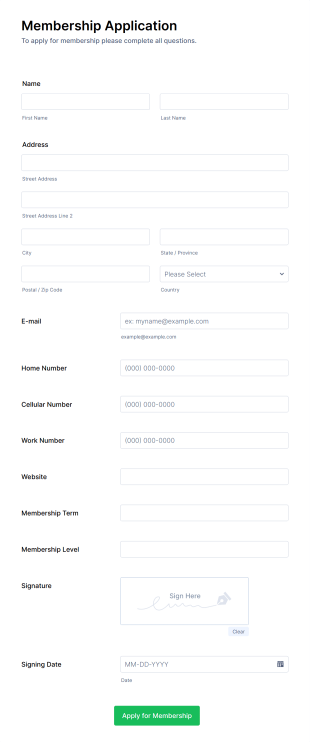 Membership Application
To apply for membership please complete all questions.
Name
First Name
Last Name
Address
Street Address
Street Address Line 2
City
State / Province
Please Select
Postal / Zip Code
Country
E-mail
ex: myname@example.com
example@example.com
Home Number
(000) 000-0000
Cellular Number
(000) 000-0000
Work Number
(000) 000-0000
Website
Membership Term
Membership Level
Signature
Sign Here
Clear
Signing Date
MM-DD-YYYY
Date
Apply for Membership